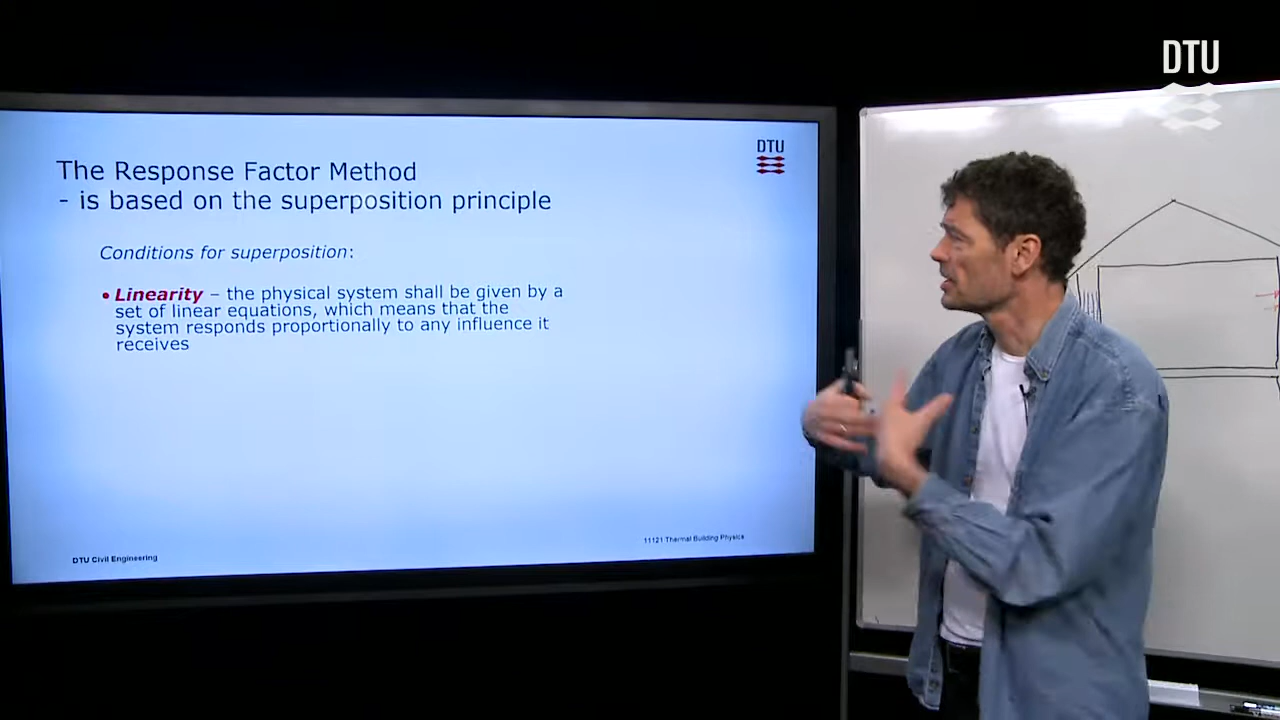 DTU
DTU
The Response Factor Method
- is based on the superposition principle
Conditions for superposition:
• Linearity – the physical system shall be given by a
set of linear equations, which means that the
system responds proportionally to any influence it
receives
11121 Thermal Building Physics
DTU Civil Engineering